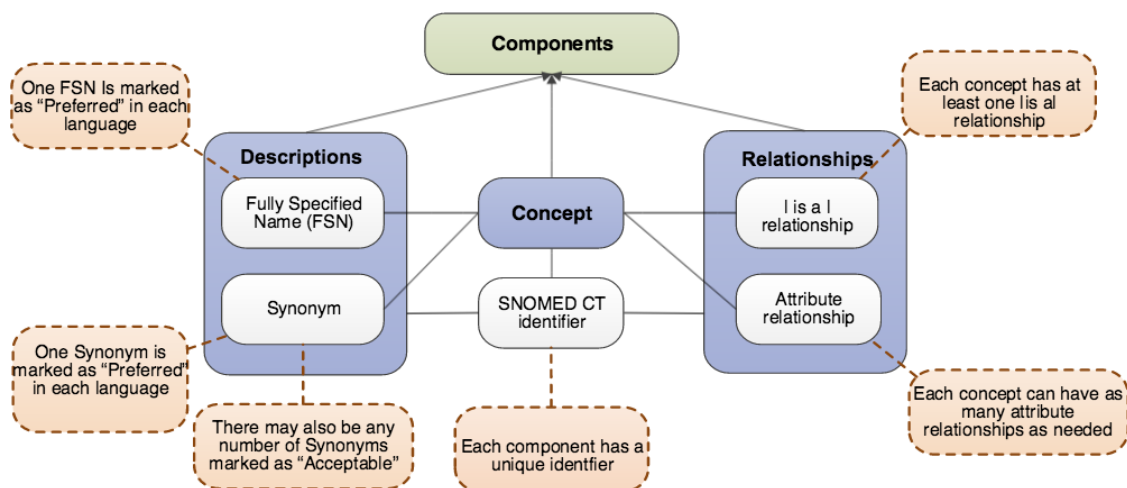 Components
One FSN Is marked
as “Preferred” in each
language
Each concept has at
least one |is a|
relationship
Descriptions
Fully Specified
Name (FSN)
Synonym
Concept
SNOMED CT
identifier
Relationships
| is a |
relationship
Attribute
relationship
One Synonym is
marked as “Preferred”
in each language
There may also be any
number of Synonyms
marked as “Acceptable”
Each component has a
unique identfier
Each concept can have as
many attribute
relationships as needed